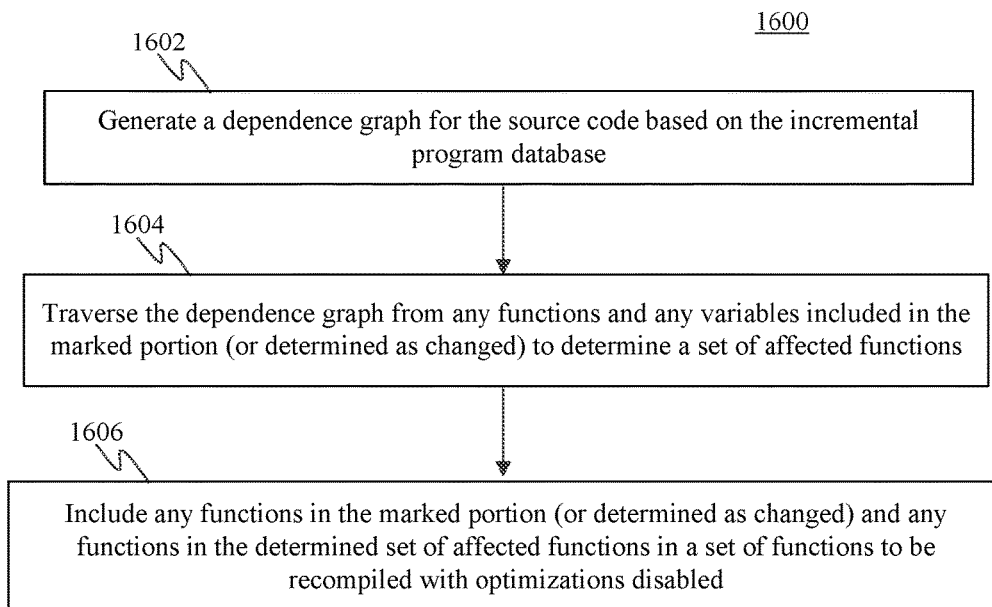 1600
1602
Generate a dependence graph for the source code based on the incremental
program database
1604
Traverse the dependence graph from any functions and any variables included in the
marked portion (or determined as changed) to determine a set of affected functions
1606
Include any functions in the marked portion (or determined as changed) and any
functions in the determined set of affected functions in a set of functions to be
recompiled with optimizations disabled